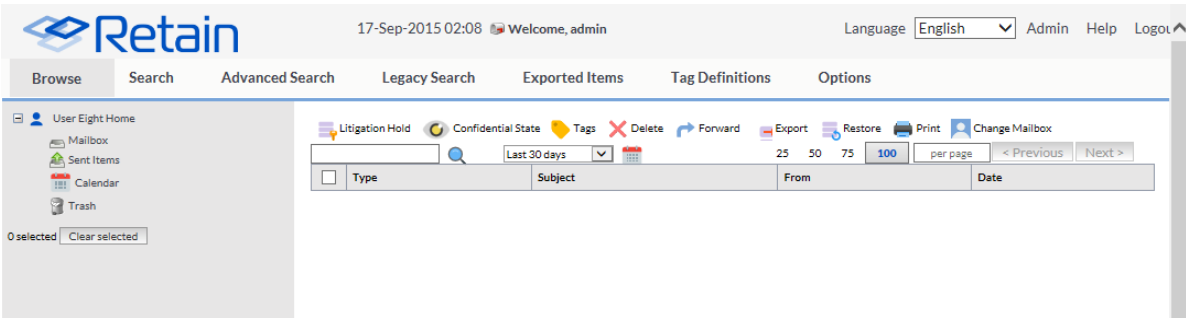 Retain
17-Sep-2015 02:08 Welcome, admin
Language English Admin Help
Browse Search Advanced Search Legacy Search Exported Items Tag Definitions Options
User Eight Home
Mailbox
Sent Items
Calendar
Trash
0 selected Clear selected
Litigation Hold Confidential State Tags Delete Forward Export Restore Print Change Mailbox
Last 30 days 25 50 75 100 per page < Previous Next >
Type Subject From Date